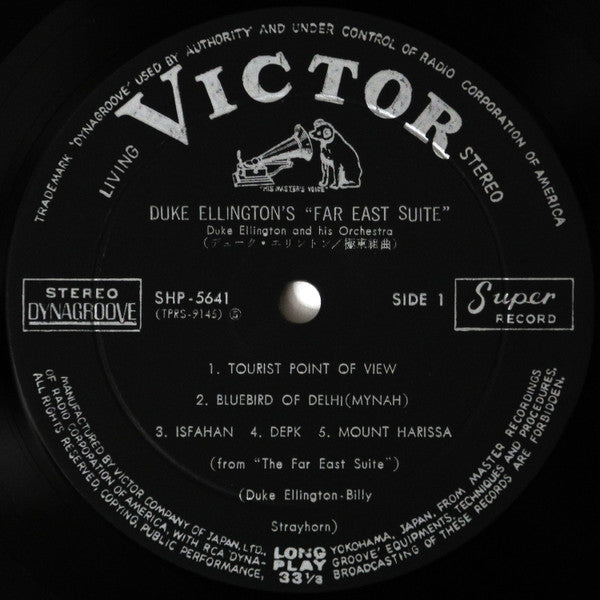 TRADEMARK 'DYNAGROOVE' USED BY AUTHORITY AND UNDER CONTROL OF RADIO CORPORATION OF AMERICA
LIVING VICTOR STEREO
"HIS MASTER'S VOICE"
DUKE ELLINGTON'S "FAR EAST SUITE"
Duke Ellington and his Orchestra
(デューク・エリントン/極東組曲)
STEREO
DYNAGROOVE
SHP-5641
(TPRS-9145)
SIDE 1
Super
RECORD
1. TOURIST POINT OF VIEW
2. BLUEBIRD OF DELHI(MYNAH)
3. ISFAHAN 4. DEPK 5. MOUNT HARISSA
(from "The Far East Suite")
(Duke Ellington-Billy
Strayhorn)
MANUFACTURED BY VICTOR COMPANY OF JAPAN, LTD., YOKOHAMA, JAPAN, FROM MASTER RECORDINGS
OF RADIO CORPORATION OF AMERICA, WITH RCA 'DYNA-GROOVE' EQUIPMENTS, TECHNIQUES AND PROCEDURES.
ALL RIGHTS RESERVED, COPYING, PUBLIC PERFORMANCE, BROADCASTING OF THESE RECORDS ARE FORBIDDEN.
LONG
PLAY
33⅓